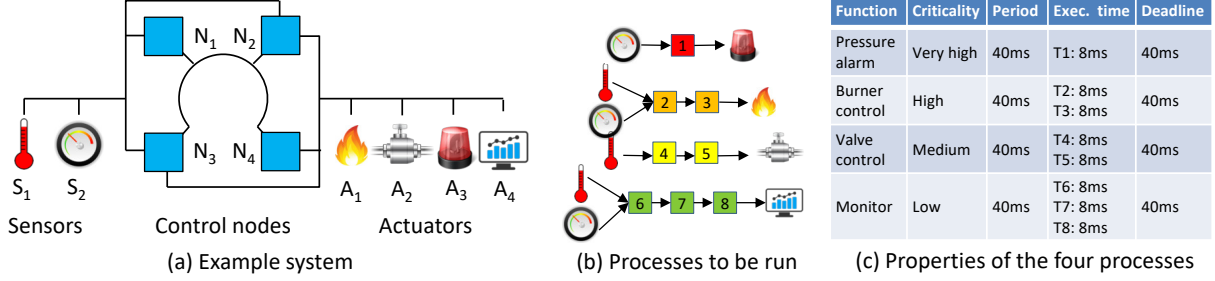 N₁ N₂
N₃ N₄
S₁ S₂ A₁ A₂ A₃ A₄
Sensors Control nodes Actuators
(a) Example system
1
2 3
4 5
6 7 8
(b) Processes to be run
Function Criticality Period Exec. time Deadline
Pressure alarm Very high 40ms T1: 8ms 40ms
Burner control High 40ms T2: 8ms T3: 8ms 40ms
Valve control Medium 40ms T4: 8ms T5: 8ms 40ms
Monitor Low 40ms T6: 8ms T7: 8ms T8: 8ms 40ms
(c) Properties of the four processes